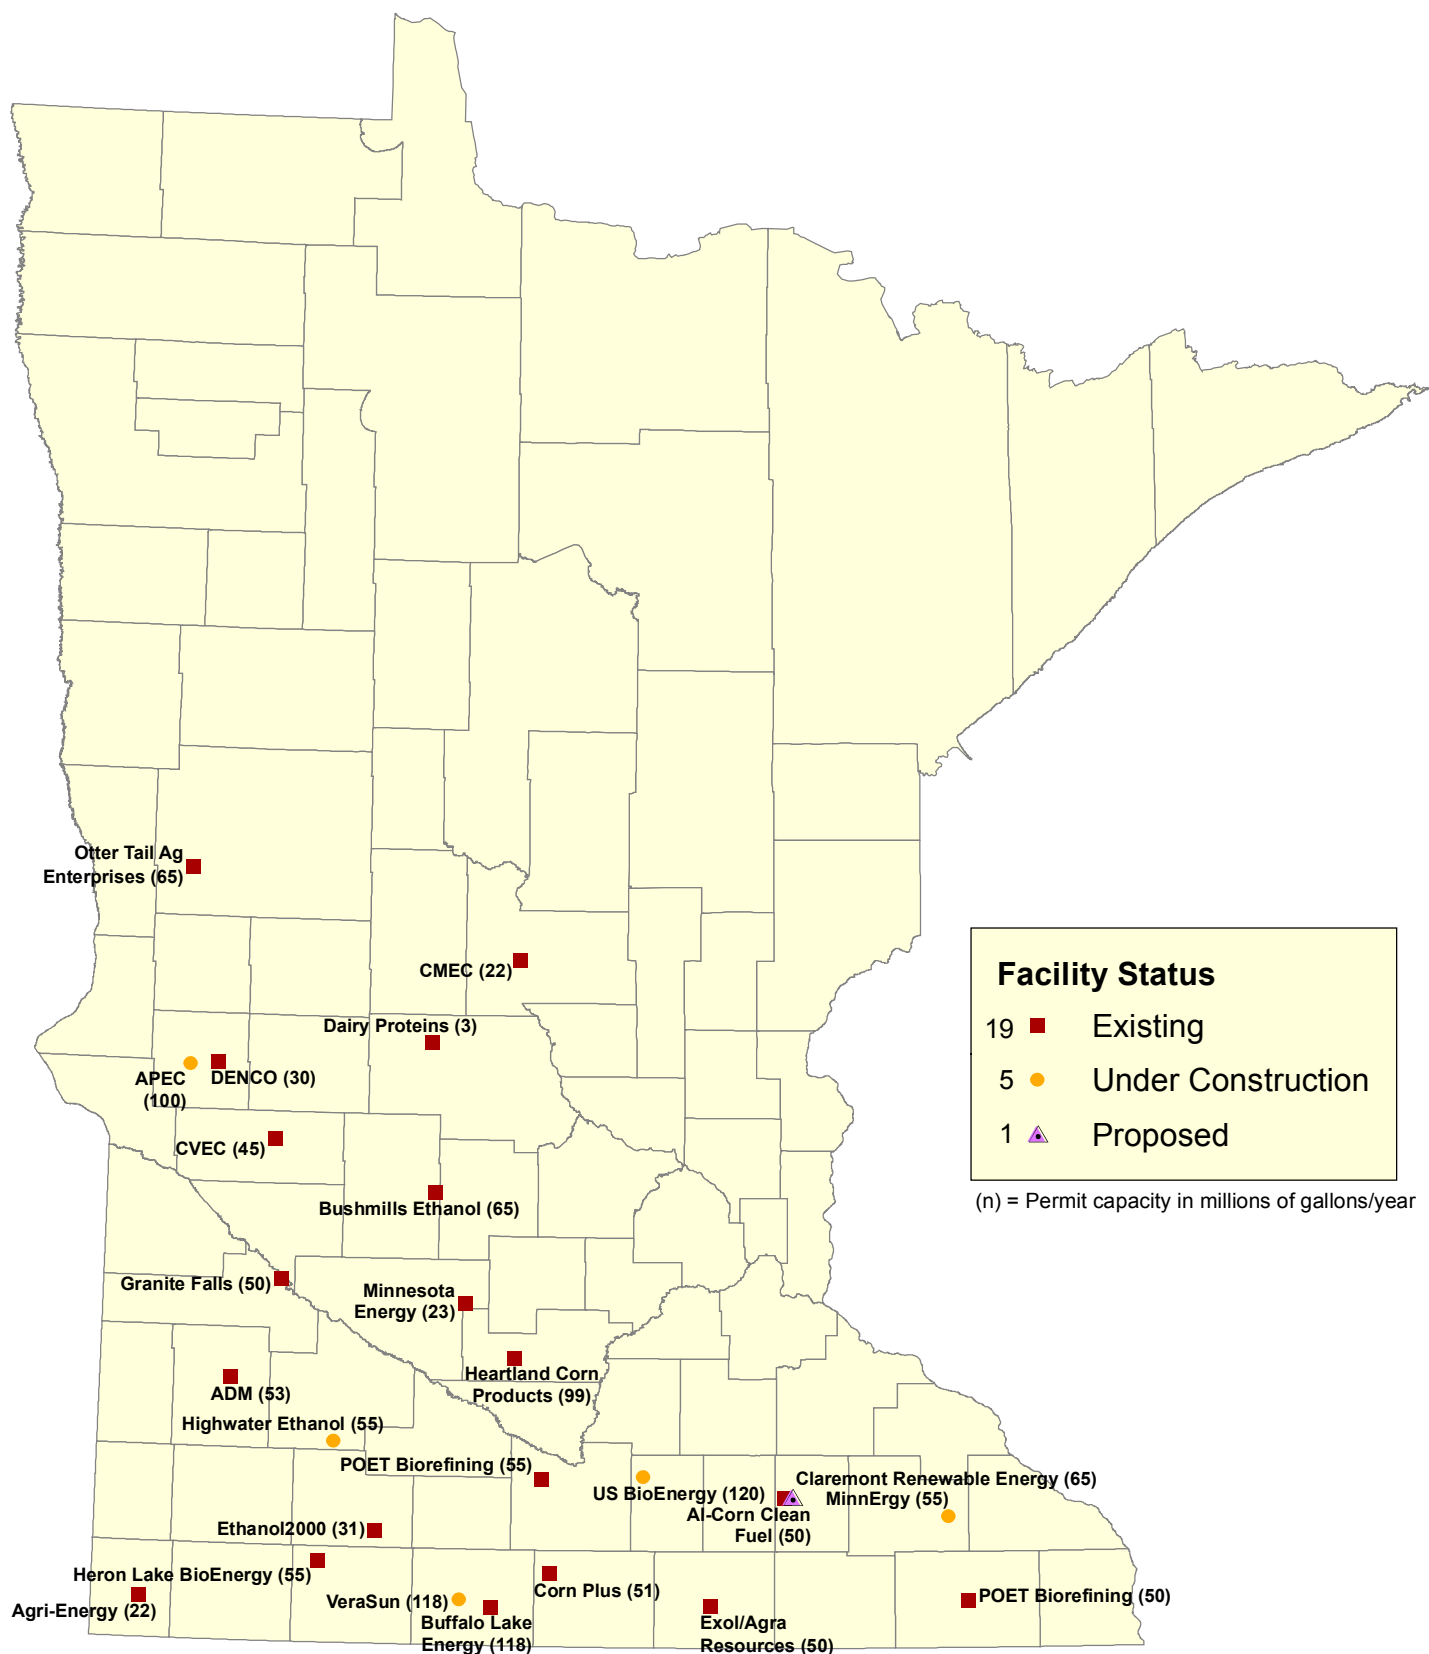 Otter Tail Ag
Enterprises (65)
CMEC (22)
Dairy Proteins (3)
APEC
(100)
DENCO (30)
CVEC (45)
Bushmills Ethanol (65)
Granite Falls (50)
Minnesota
Energy (23)
Heartland Corn
Products (99)
ADM (53)
Highwater Ethanol (55)
POET Biorefining (55)
US BioEnergy (120)
Claremont Renewable Energy (65)
MinnErgy (55)
Al-Corn Clean
Fuel (50)
Ethanol2000 (31)
Heron Lake BioEnergy (55)
Agri-Energy (22)
VeraSun (118)
Buffalo Lake
Energy (118)
Corn Plus (51)
Exol/Agra
Resources (50)
POET Biorefining (50)
Facility Status
19 Existing
5 Under Construction
1 Proposed
(n) = Permit capacity in millions of gallons/year